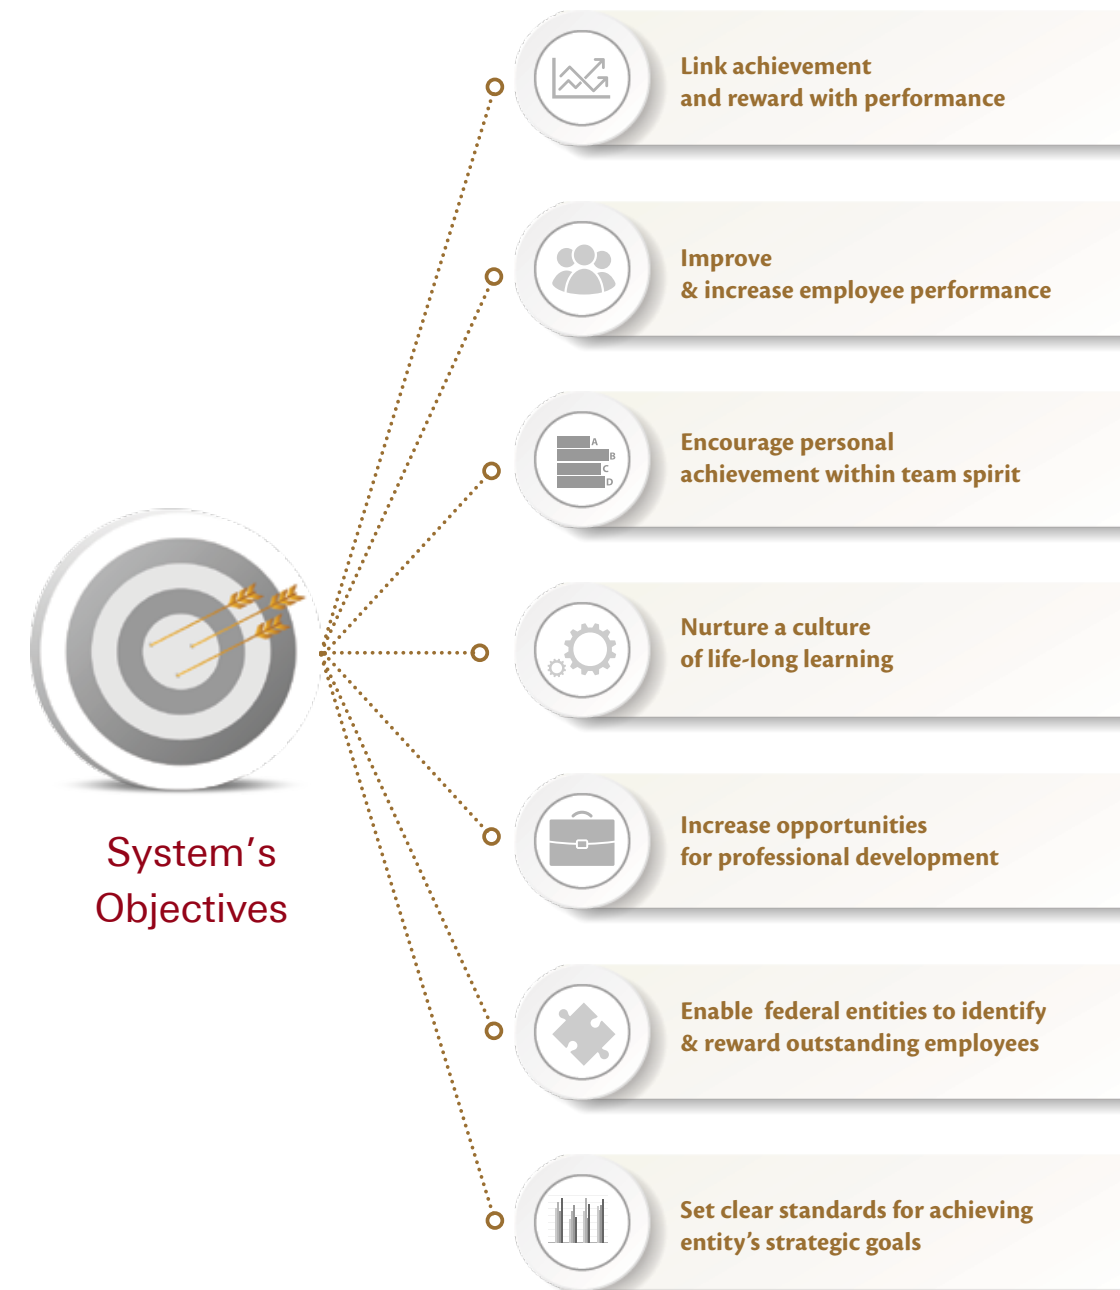 Link achievement
and reward with performance
Improve
& increase employee performance
A
B
C
D
Encourage personal
achievement within team spirit
Nurture a culture
of life-long learning
System's
Objectives
Increase opportunities
for professional development
Enable  federal entities to identify
& reward outstanding employees
Set clear standards for achieving
entity's strategic goals